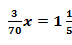 3/70 x = 1 1/5